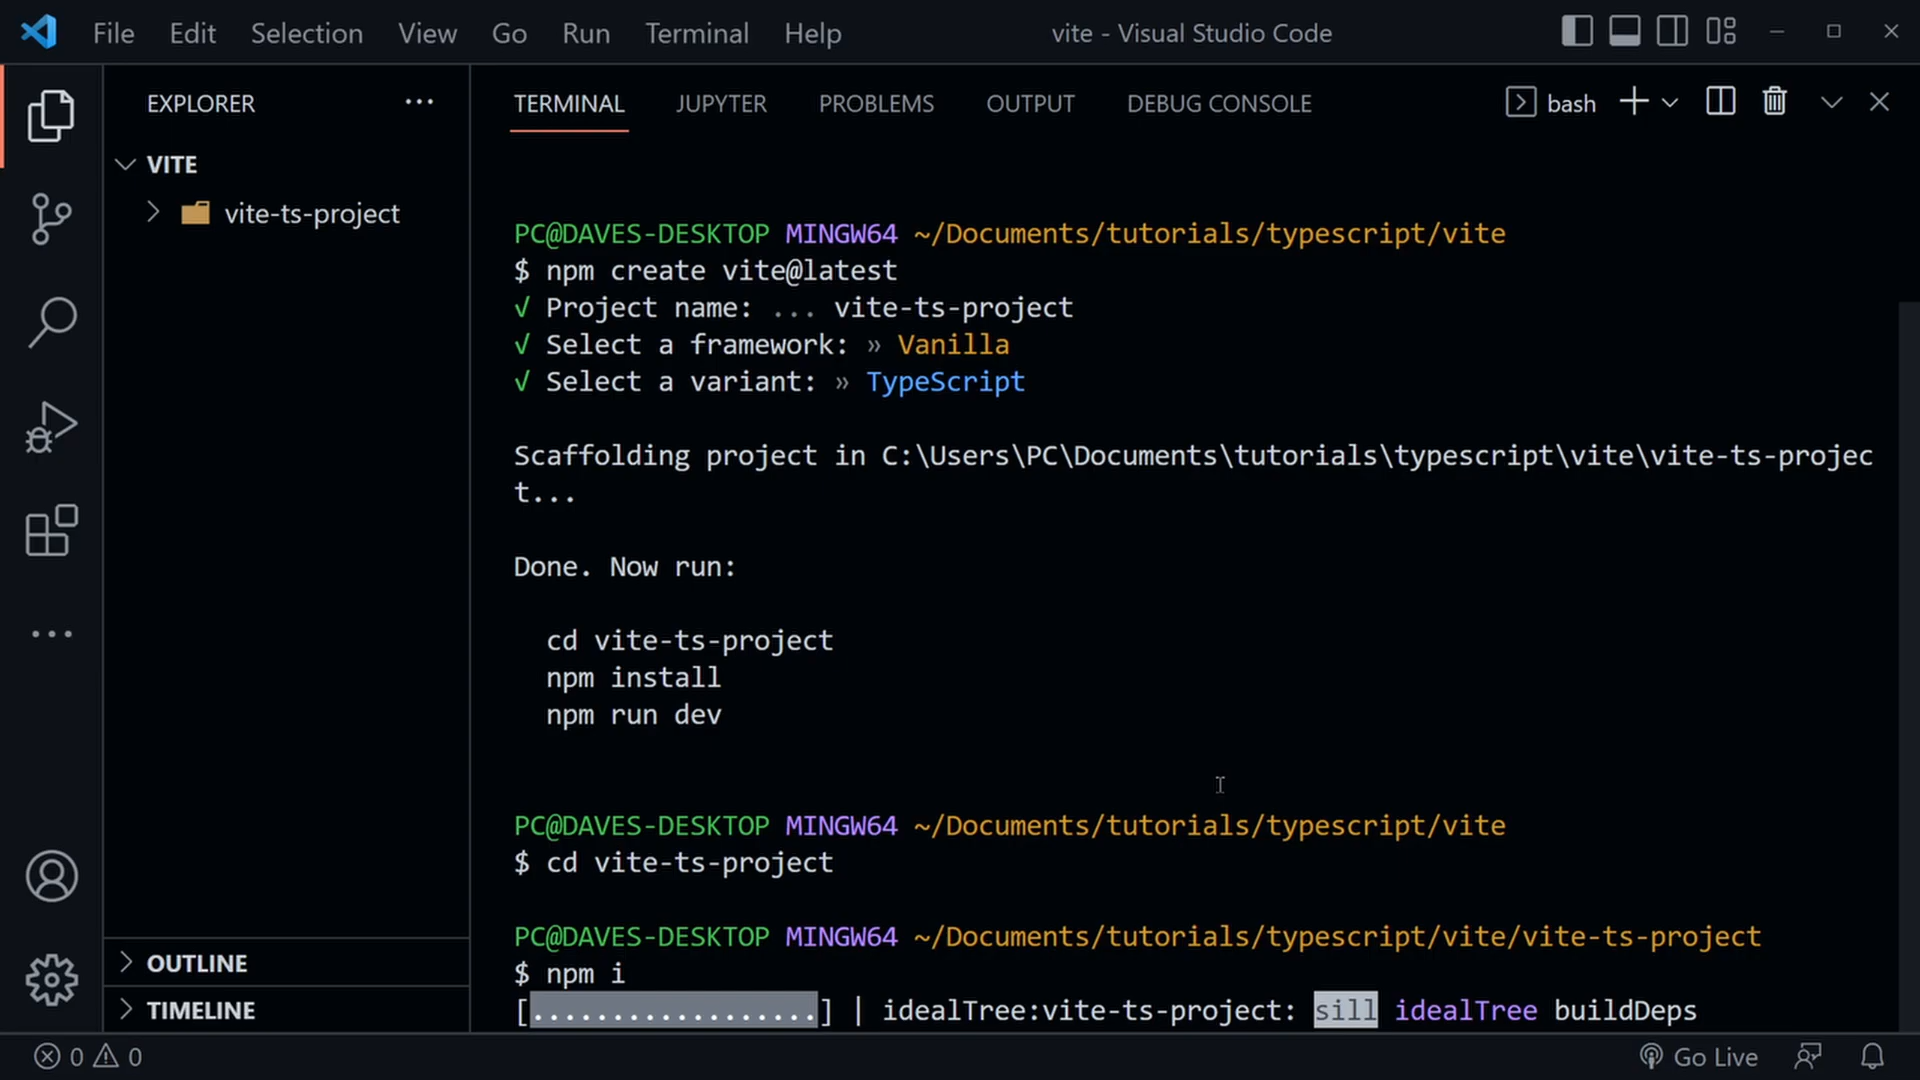 File Edit Selection View Go Run Terminal Help vite - Visual Studio Code
EXPLORER ...
VITE
vite-ts-project
OUTLINE
TIMELINE
TERMINAL JUPYTER PROBLEMS OUTPUT DEBUG CONSOLE bash
PC@DAVES-DESKTOP MINGW64 ~/Documents/tutorials/typescript/vite
$ npm create vite@latest
√ Project name: ... vite-ts-project
√ Select a framework: » Vanilla
√ Select a variant: » TypeScript
Scaffolding project in C:\Users\PC\Documents\tutorials\typescript\vite\vite-ts-projec
t...
Done. Now run:
cd vite-ts-project
npm install
npm run dev
PC@DAVES-DESKTOP MINGW64 ~/Documents/tutorials/typescript/vite
$ cd vite-ts-project
PC@DAVES-DESKTOP MINGW64 ~/Documents/tutorials/typescript/vite/vite-ts-project
$ npm i
[..................] | idealTree:vite-ts-project: sill idealTree buildDeps
0 0 Go Live